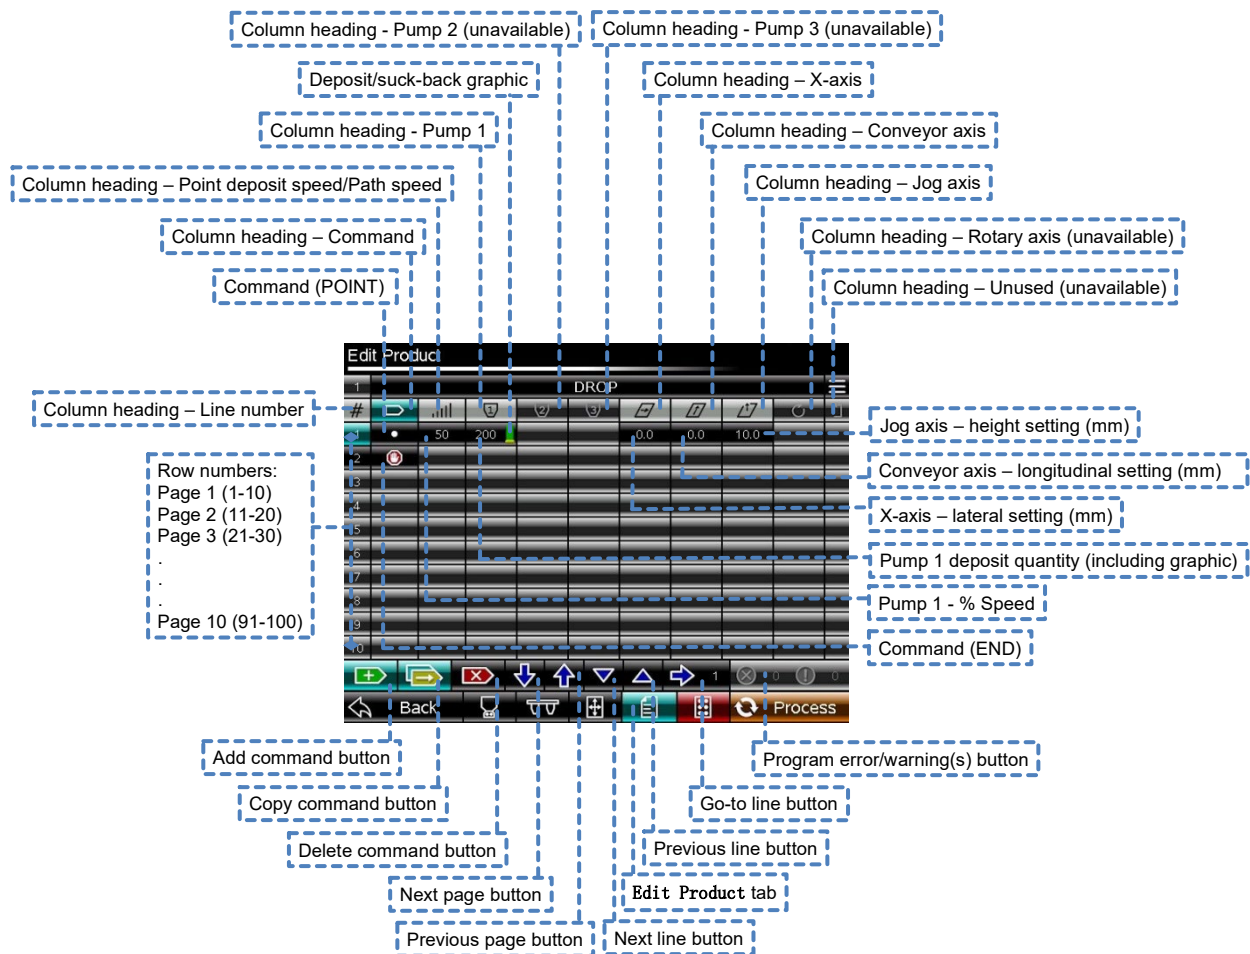 Column heading - Pump 2 (unavailable)
Column heading - Pump 3 (unavailable)
Deposit/suck-back graphic
Column heading – X-axis
Column heading - Pump 1
Column heading – Conveyor axis
Column heading – Point deposit speed/Path speed
Column heading – Jog axis
Column heading – Command
Column heading – Rotary axis (unavailable)
Command (POINT)
Column heading – Unused (unavailable)
Edit Product
1 DROP
Column heading – Line number
# 1 2 3
1 50 200 0.0 0.0 10.0
2
3
4
5
6
7
8
9
10
Row numbers:
Page 1 (1-10)
Page 2 (11-20)
Page 3 (21-30)
.
.
.
Page 10 (91-100)
Jog axis – height setting (mm)
Conveyor axis – longitudinal setting (mm)
X-axis – lateral setting (mm)
Pump 1 deposit quantity (including graphic)
Pump 1 - % Speed
Command (END)
1 0 0
Back Process
Add command button
Program error/warning(s) button
Copy command button
Go-to line button
Delete command button
Previous line button
Next page button
Edit Product tab
Previous page button
Next line button